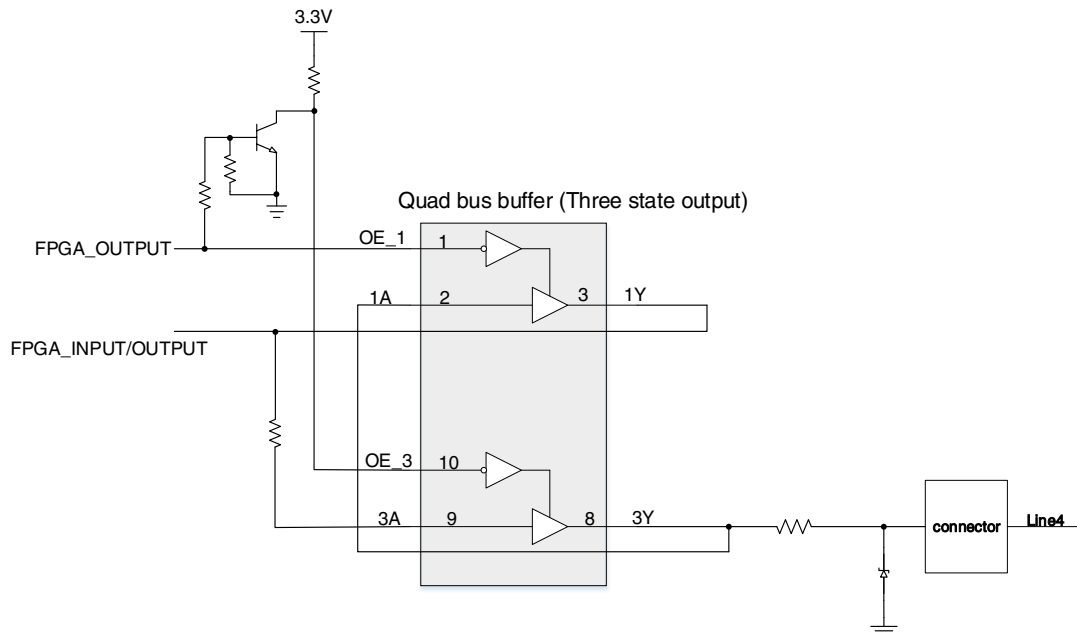 3.3V
Quad bus buffer (Three state output)
FPGA_OUTPUT
OE_1
1
1A
2
3
1Y
FPGA_INPUT/OUTPUT
OE_3
10
3A
9
8
3Y
connector
Line4